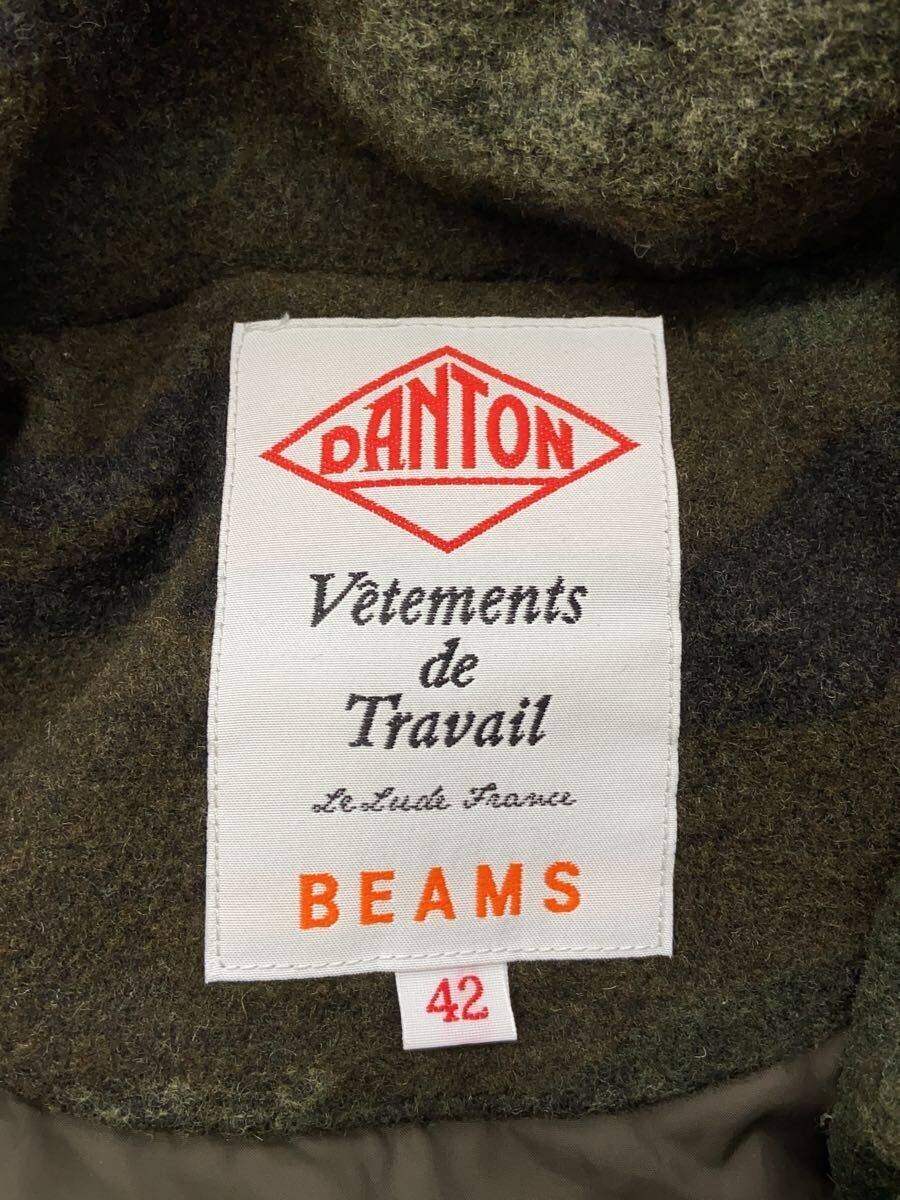 DANTON
Vêtements
de
Travail
Le Lude France
BEAMS
42